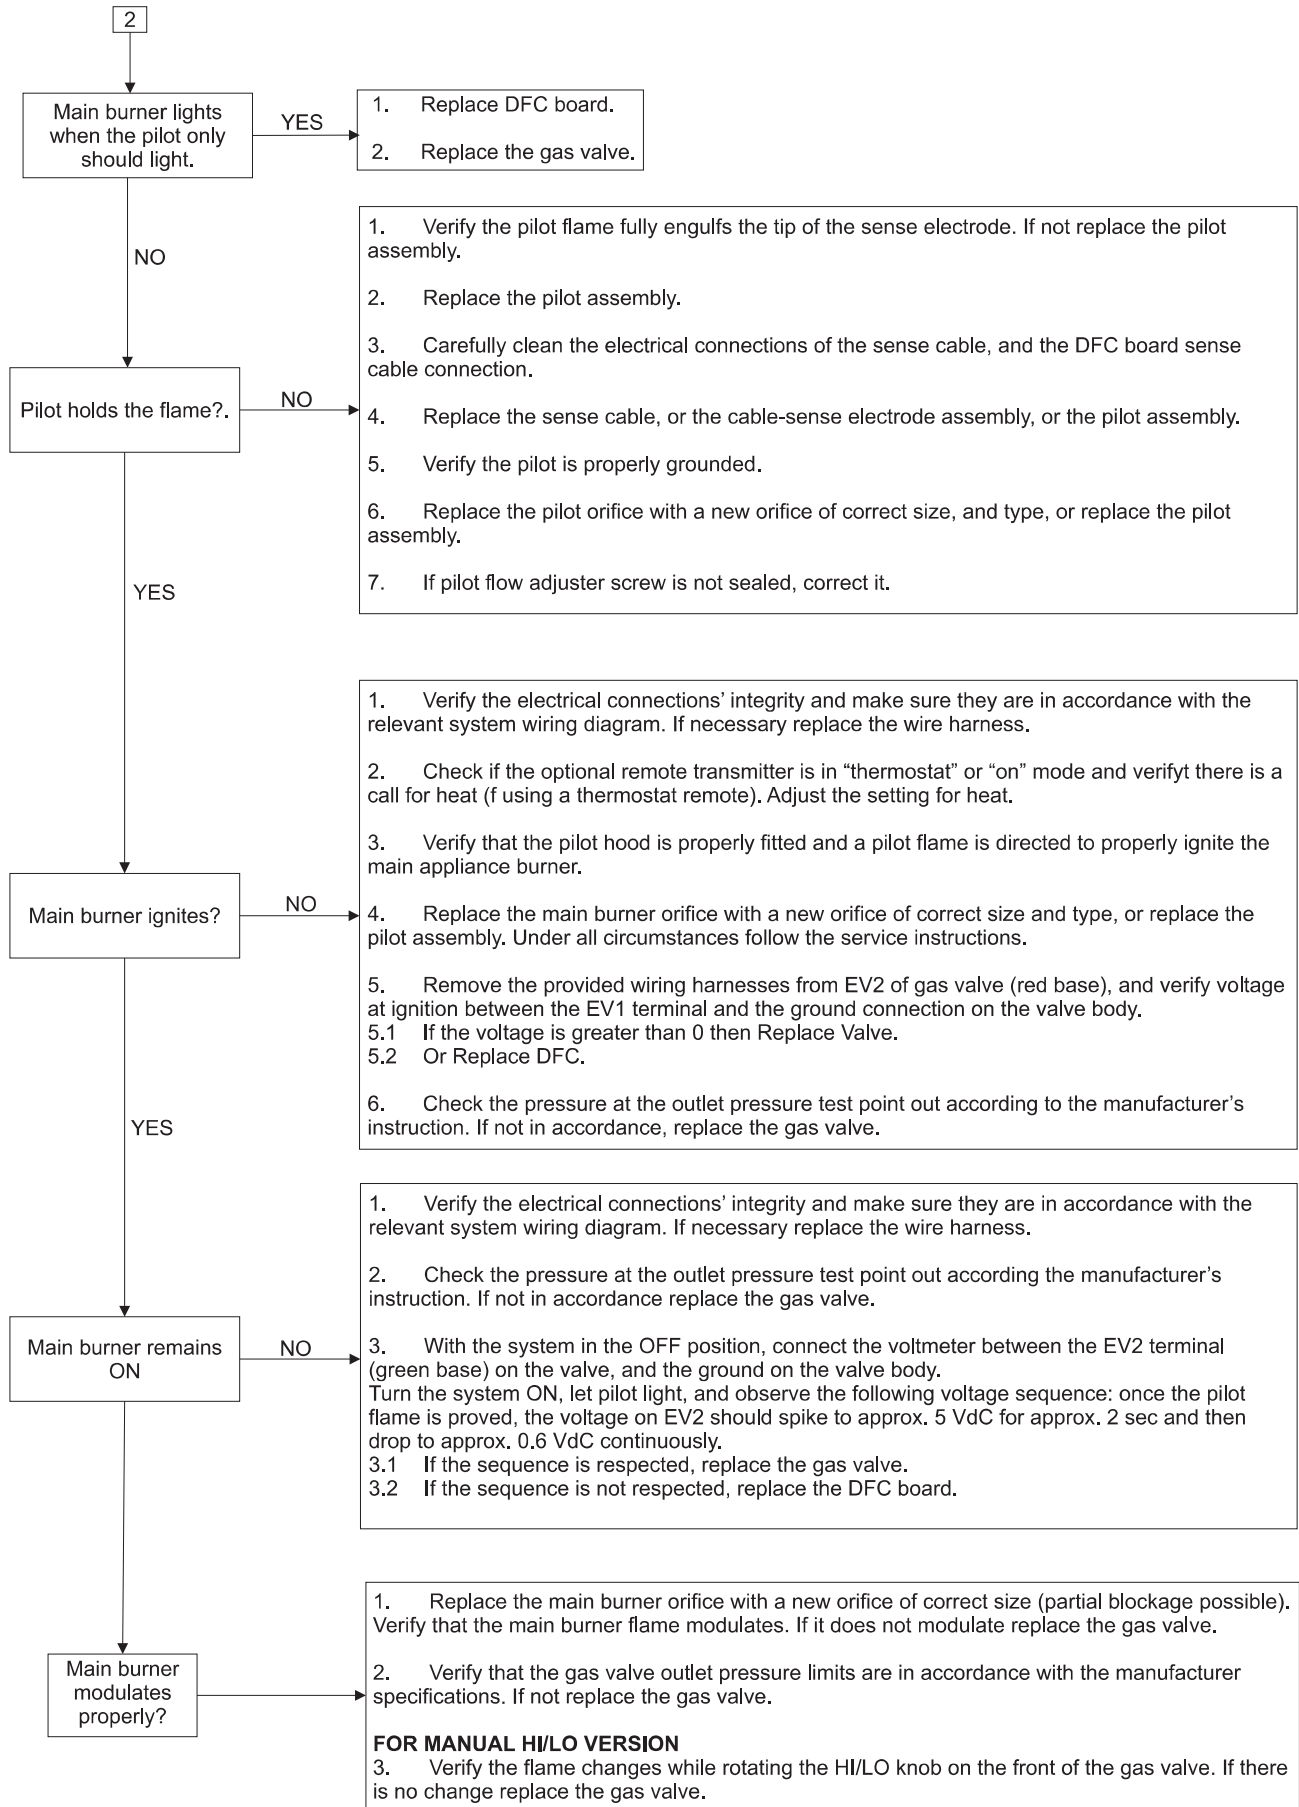 2
Main burner lights
when the pilot only
should light.
YES
1. Replace DFC board.
2. Replace the gas valve.
NO
1. Verify the pilot flame fully engulfs the tip of the sense electrode. If not replace the pilot
assembly.
2. Replace the pilot assembly.
3. Carefully clean the electrical connections of the sense cable, and the DFC board sense
cable connection.
4. Replace the sense cable, or the cable-sense electrode assembly, or the pilot assembly.
5. Verify the pilot is properly grounded.
6. Replace the pilot orifice with a new orifice of correct size, and type, or replace the pilot
assembly.
7. If pilot flow adjuster screw is not sealed, correct it.
Pilot holds the flame?.
NO
YES
1. Verify the electrical connections’ integrity and make sure they are in accordance with the
relevant system wiring diagram. If necessary replace the wire harness.
2. Check if the optional remote transmitter is in “thermostat” or “on” mode and verifyt there is a
call for heat (f using a thermostat remote). Adjust the setting for heat.
3. Verify that the pilot hood is properly fitted and a pilot flame is directed to properly ignite the
main appliance burner.
4. Replace the main burner orifice with a new orifice of correct size and type, or replace the
pilot assembly. Under all circumstances follow the service instructions.
5. Remove the provided wiring harnesses from EV2 of gas valve (red base), and verify voltage
at ignition between the EV1 terminal and the ground connection on the valve body.
5.1 If the voltage is greater than 0 then Replace Valve.
5.2 Or Replace DFC.
6. Check the pressure at the outlet pressure test point out according to the manufacturer’s
instruction. If not in accordance, replace the gas valve.
Main burner ignites?
NO
YES
1. Verify the electrical connections’ integrity and make sure they are in accordance with the
relevant system wiring diagram. If necessary replace the wire harness.
2. Check the pressure at the outlet pressure test point out according the manufacturer’s
instruction. If not in accordance replace the gas valve.
3. With the system in the OFF position, connect the voltmeter between the EV2 terminal
(green base) on the valve, and the ground on the valve body.
Turn the system ON, let pilot light, and observe the following voltage sequence: once the pilot
flame is proved, the voltage on EV2 should spike to approx. 5 VdC for approx. 2 sec and then
drop to approx. 0.6 VdC continuously.
3.1 If the sequence is respected, replace the gas valve.
3.2 If the sequence is not respected, replace the DFC board.
Main burner remains
ON
NO
1. Replace the main burner orifice with a new orifice of correct size (partial blockage possible).
Verify that the main burner flame modulates. If it does not modulate replace the gas valve.
2. Verify that the gas valve outlet pressure limits are in accordance with the manufacturer
specifications. If not replace the gas valve.
FOR MANUAL HI/LO VERSION
3. Verify the flame changes while rotating the HI/LO knob on the front of the gas valve. If there
is no change replace the gas valve.
Main burner
modulates
properly?